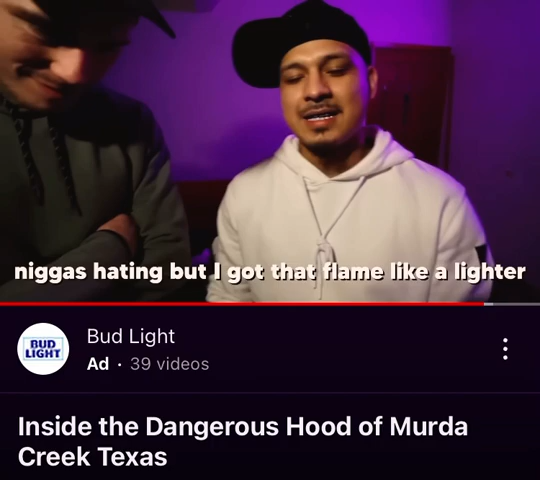 niggas hating but I got that flame like a lighter
BUD
LIGHT
Bud Light
Ad · 39 videos
Inside the Dangerous Hood of Murda
Creek Texas